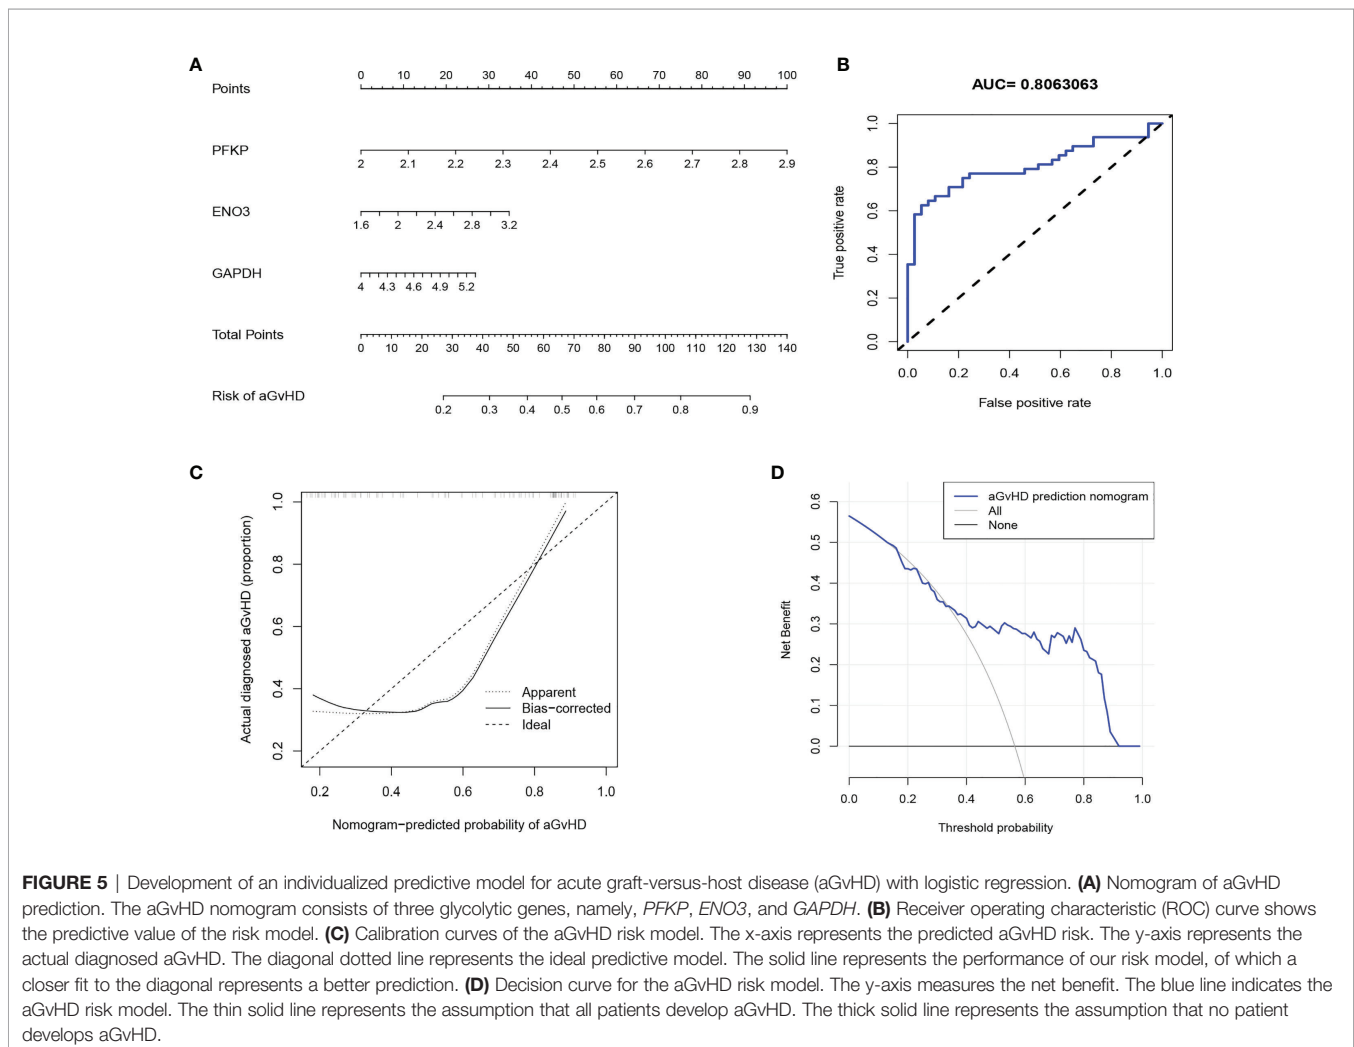 A
Points
0 10 20 30 40 50 60 70 80 90 100
PFKP
2 2.1 2.2 2.3 2.4 2.5 2.6 2.7 2.8 2.9
ENO3
1.6 2 2.4 2.8 3.2
GAPDH
4 4.3 4.6 4.9 5.2
Total Points
0 10 20 30 40 50 60 70 80 90 100 110 120 130 140
Risk of aGvHD
0.2 0.3 0.4 0.5 0.6 0.7 0.8 0.9
B
AUC= 0.8063063
True positive rate
1.0
0.8
0.6
0.4
0.2
0.0
0.0 0.2 0.4 0.6 0.8 1.0
False positive rate
C
Actual diagnosed aGvHD (proportion)
1.0
0.8
0.6
0.4
0.2
Apparent
Bias-corrected
Ideal
0.2 0.4 0.6 0.8 1.0
Nomogram-predicted probability of aGvHD
D
Net Benefit
0.6
0.5
0.4
0.3
0.2
0.1
0.0
aGvHD prediction nomogram
All
None
0.0 0.2 0.4 0.6 0.8 1.0
Threshold probability
FIGURE 5 | Development of an individualized predictive model for acute graft-versus-host disease (aGvHD) with logistic regression. (A) Nomogram of aGvHD
prediction. The aGvHD nomogram consists of three glycolytic genes, namely, PFKP, ENO3, and GAPDH. (B) Receiver operating characteristic (ROC) curve shows
the predictive value of the risk model. (C) Calibration curves of the aGvHD risk model. The x-axis represents the predicted aGvHD risk. The y-axis represents the
actual diagnosed aGvHD. The diagonal dotted line represents the ideal predictive model. The solid line represents the performance of our risk model, of which a
closer fit to the diagonal represents a better prediction. (D) Decision curve for the aGvHD risk model. The y-axis measures the net benefit. The blue line indicates the
aGvHD risk model. The thin solid line represents the assumption that all patients develop aGvHD. The thick solid line represents the assumption that no patient
develops aGvHD.